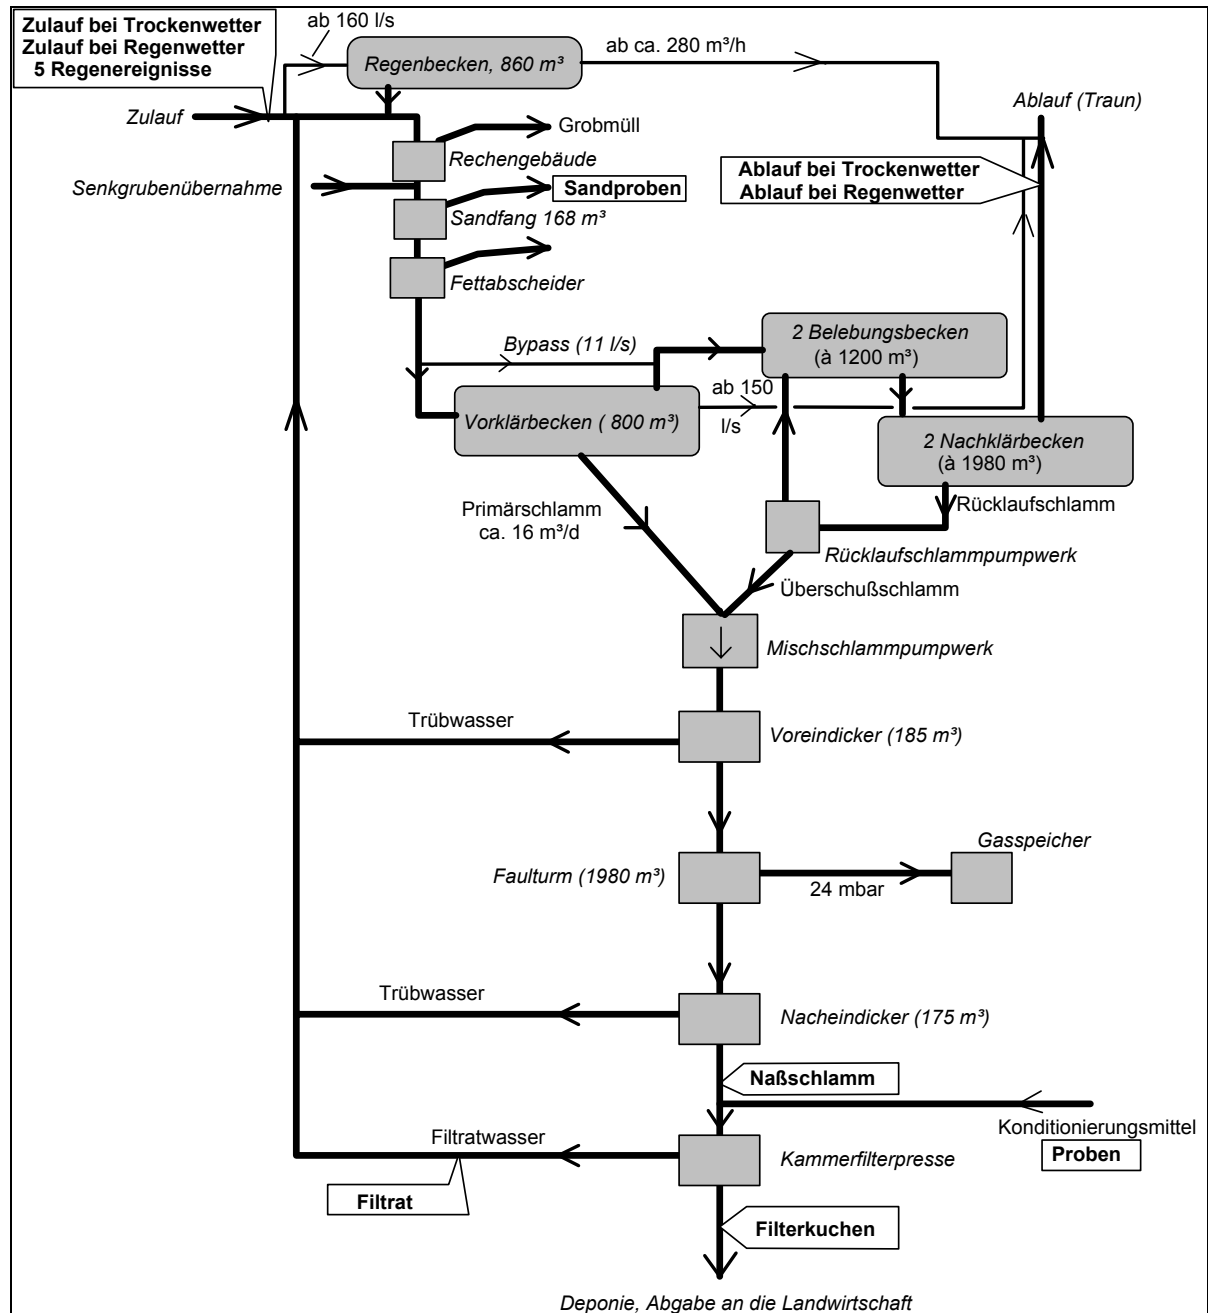 Zulauf bei Trockenwetter
Zulauf bei Regenwetter
5 Regenereignisse
ab 160 l/s
Regenbecken, 860 m³
ab ca. 280 m³/h
Ablauf (Traun)
Zulauf
Grobmüll
Rechengebäude
Ablauf bei Trockenwetter
Ablauf bei Regenwetter
Senkgrubenübernahme
Sandproben
Sandfang 168 m³
Fettabscheider
Bypass (11 l/s)
2 Belebungsbecken
(à 1200 m³)
ab 150
l/s
Vorklärbecken ( 800 m³)
2 Nachklärbecken
(à 1980 m³)
Primärschlamm
ca. 16 m³/d
Rücklaufschlamm
Rücklaufschlammpumpwerk
Überschußschlamm
Mischschlammpumpwerk
Trübwasser
Voreindicker (185 m³)
Gasspeicher
Faulturm (1980 m³)
24 mbar
Trübwasser
Nacheindicker (175 m³)
Naßschlamm
Konditionierungsmittel
Proben
Filtratwasser
Kammerfilterpresse
Filtrat
Filterkuchen
Deponie, Abgabe an die Landwirtschaft